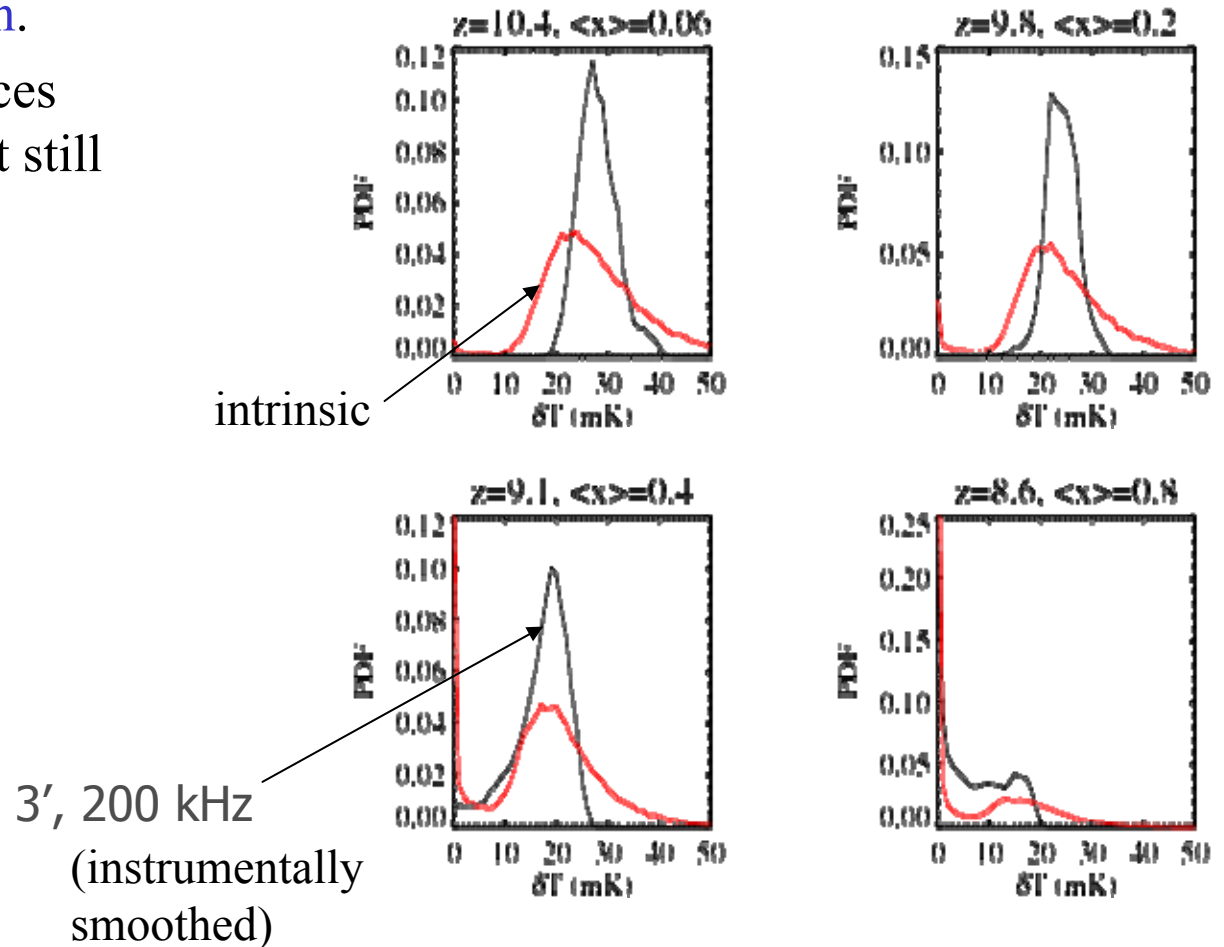 n.
ces
t still
z=10.4, <x>=0.06
0.12
0.10
0.08
0.06
0.04
0.02
0.00
PDF
0 10 20 30 40 50
δT (mK)
z=9.8, <x>=0.2
0.15
0.10
0.05
0.00
PDF
0 10 20 30 40 50
δT (mK)
intrinsic
z=9.1, <x>=0.4
0.12
0.10
0.08
0.06
0.04
0.02
0.00
PDF
0 10 20 30 40 50
δT (mK)
z=8.6, <x>=0.8
0.25
0.20
0.15
0.10
0.05
0.00
PDF
0 10 20 30 40 50
δT (mK)
3′, 200 kHz
(instrumentally
smoothed)